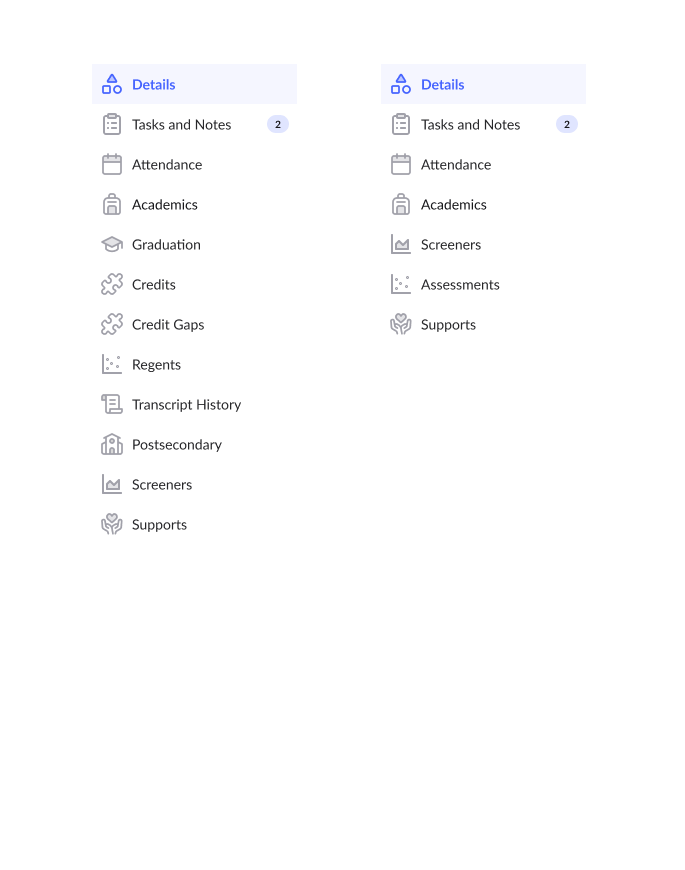 Details
Tasks and Notes 2
Attendance
Academics
Graduation
Credits
Credit Gaps
Regents
Transcript History
Postsecondary
Screeners
Supports
Details
Tasks and Notes 2
Attendance
Academics
Screeners
Assessments
Supports